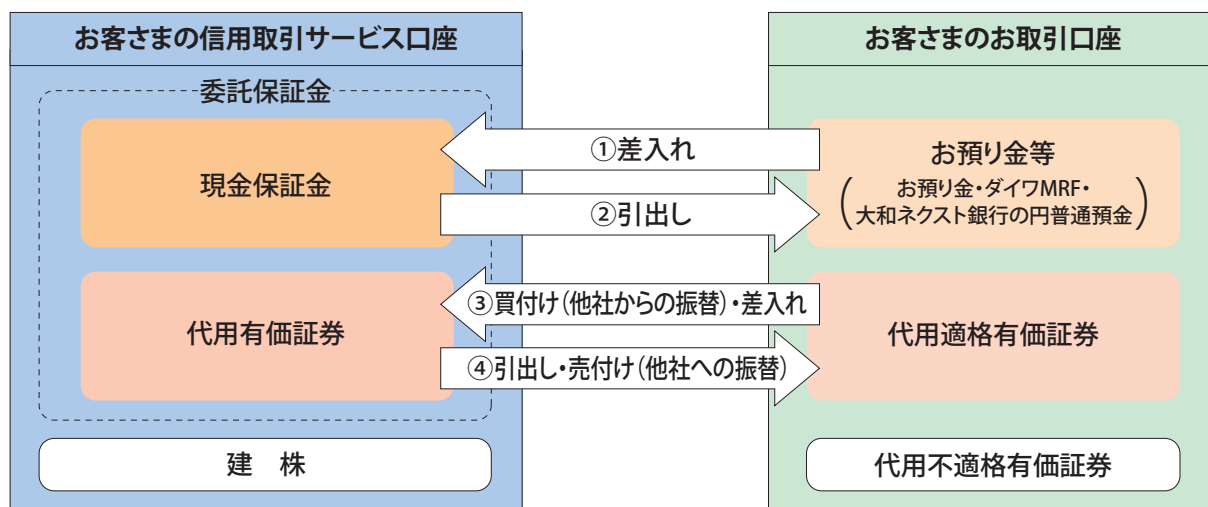 お客さまの信用取引サービス口座
委託保証金
現金保証金
代用有価証券
建　株
①差入れ
②引出し
③買付け(他社からの振替)・差入れ
④引出し・売付け(他社への振替)
お客さまのお取引口座
お預り金等
(お預り金・ダイワMRF・
大和ネクスト銀行の円普通預金)
代用適格有価証券
代用不適格有価証券